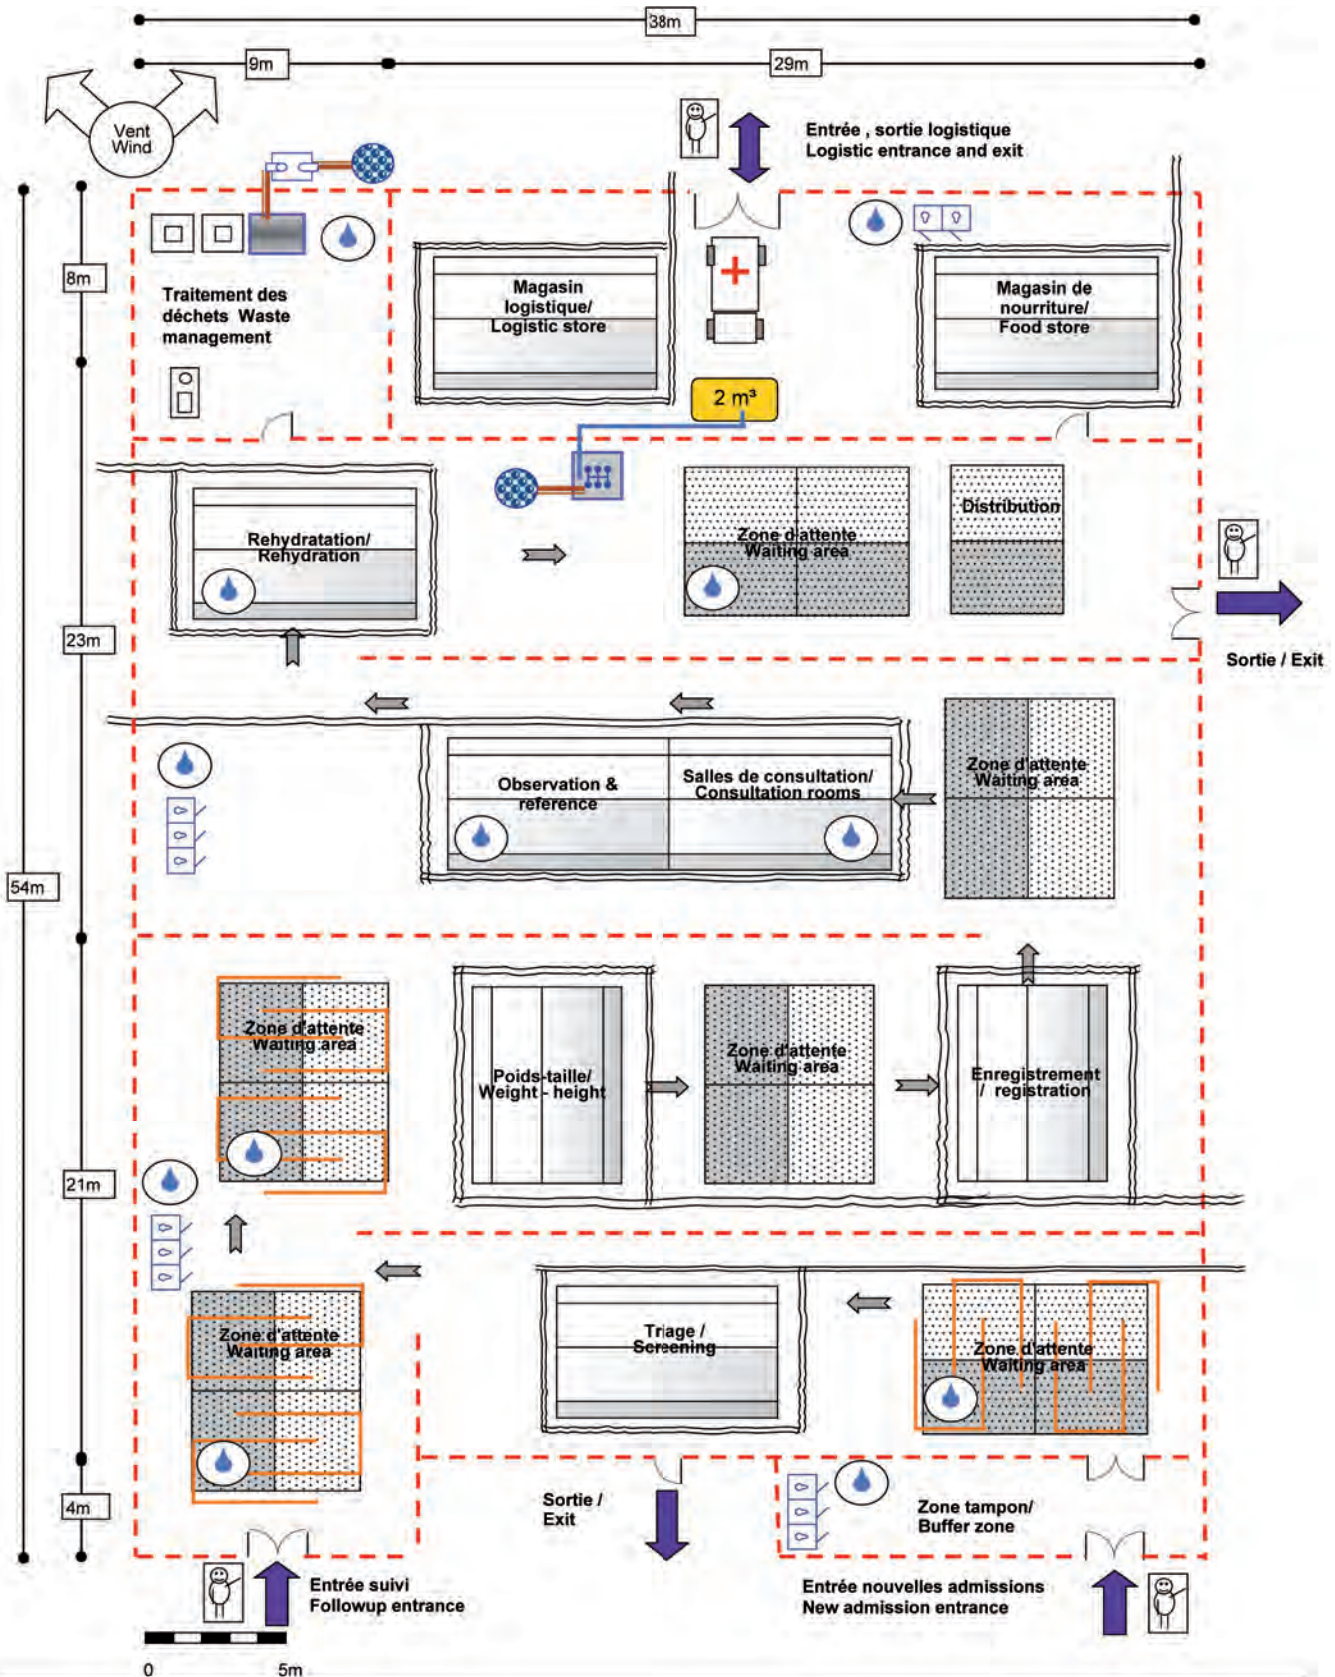 38m
9m
29m
Vent
Wind
Entrée , sortie logistique
Logistic entrance and exit
8m
Traitement des
déchets Waste
management
Magasin
logistique/
Logistic store
Magasin de
nourriture/
Food store
2 m³
Rehydratation/
Rehydration
Zone d'attente
Waiting area
Distribution
23m
Sortie / Exit
Observation &
reference
Salles de consultation/
Consultation rooms
Zone d'attente
Waiting area
54m
Zone d'attente
Waiting area
Poids-taille/
Weight - height
Zone d'attente
Waiting area
Enregistrement
/ registration
21m
Zone d'attente
Waiting area
Triage /
Screening
Zone d'attente
Waiting area
4m
Sortie /
Exit
Zone tampon/
Buffer zone
Entrée suivi
Followup entrance
Entrée nouvelles admissions
New admission entrance
0 5m